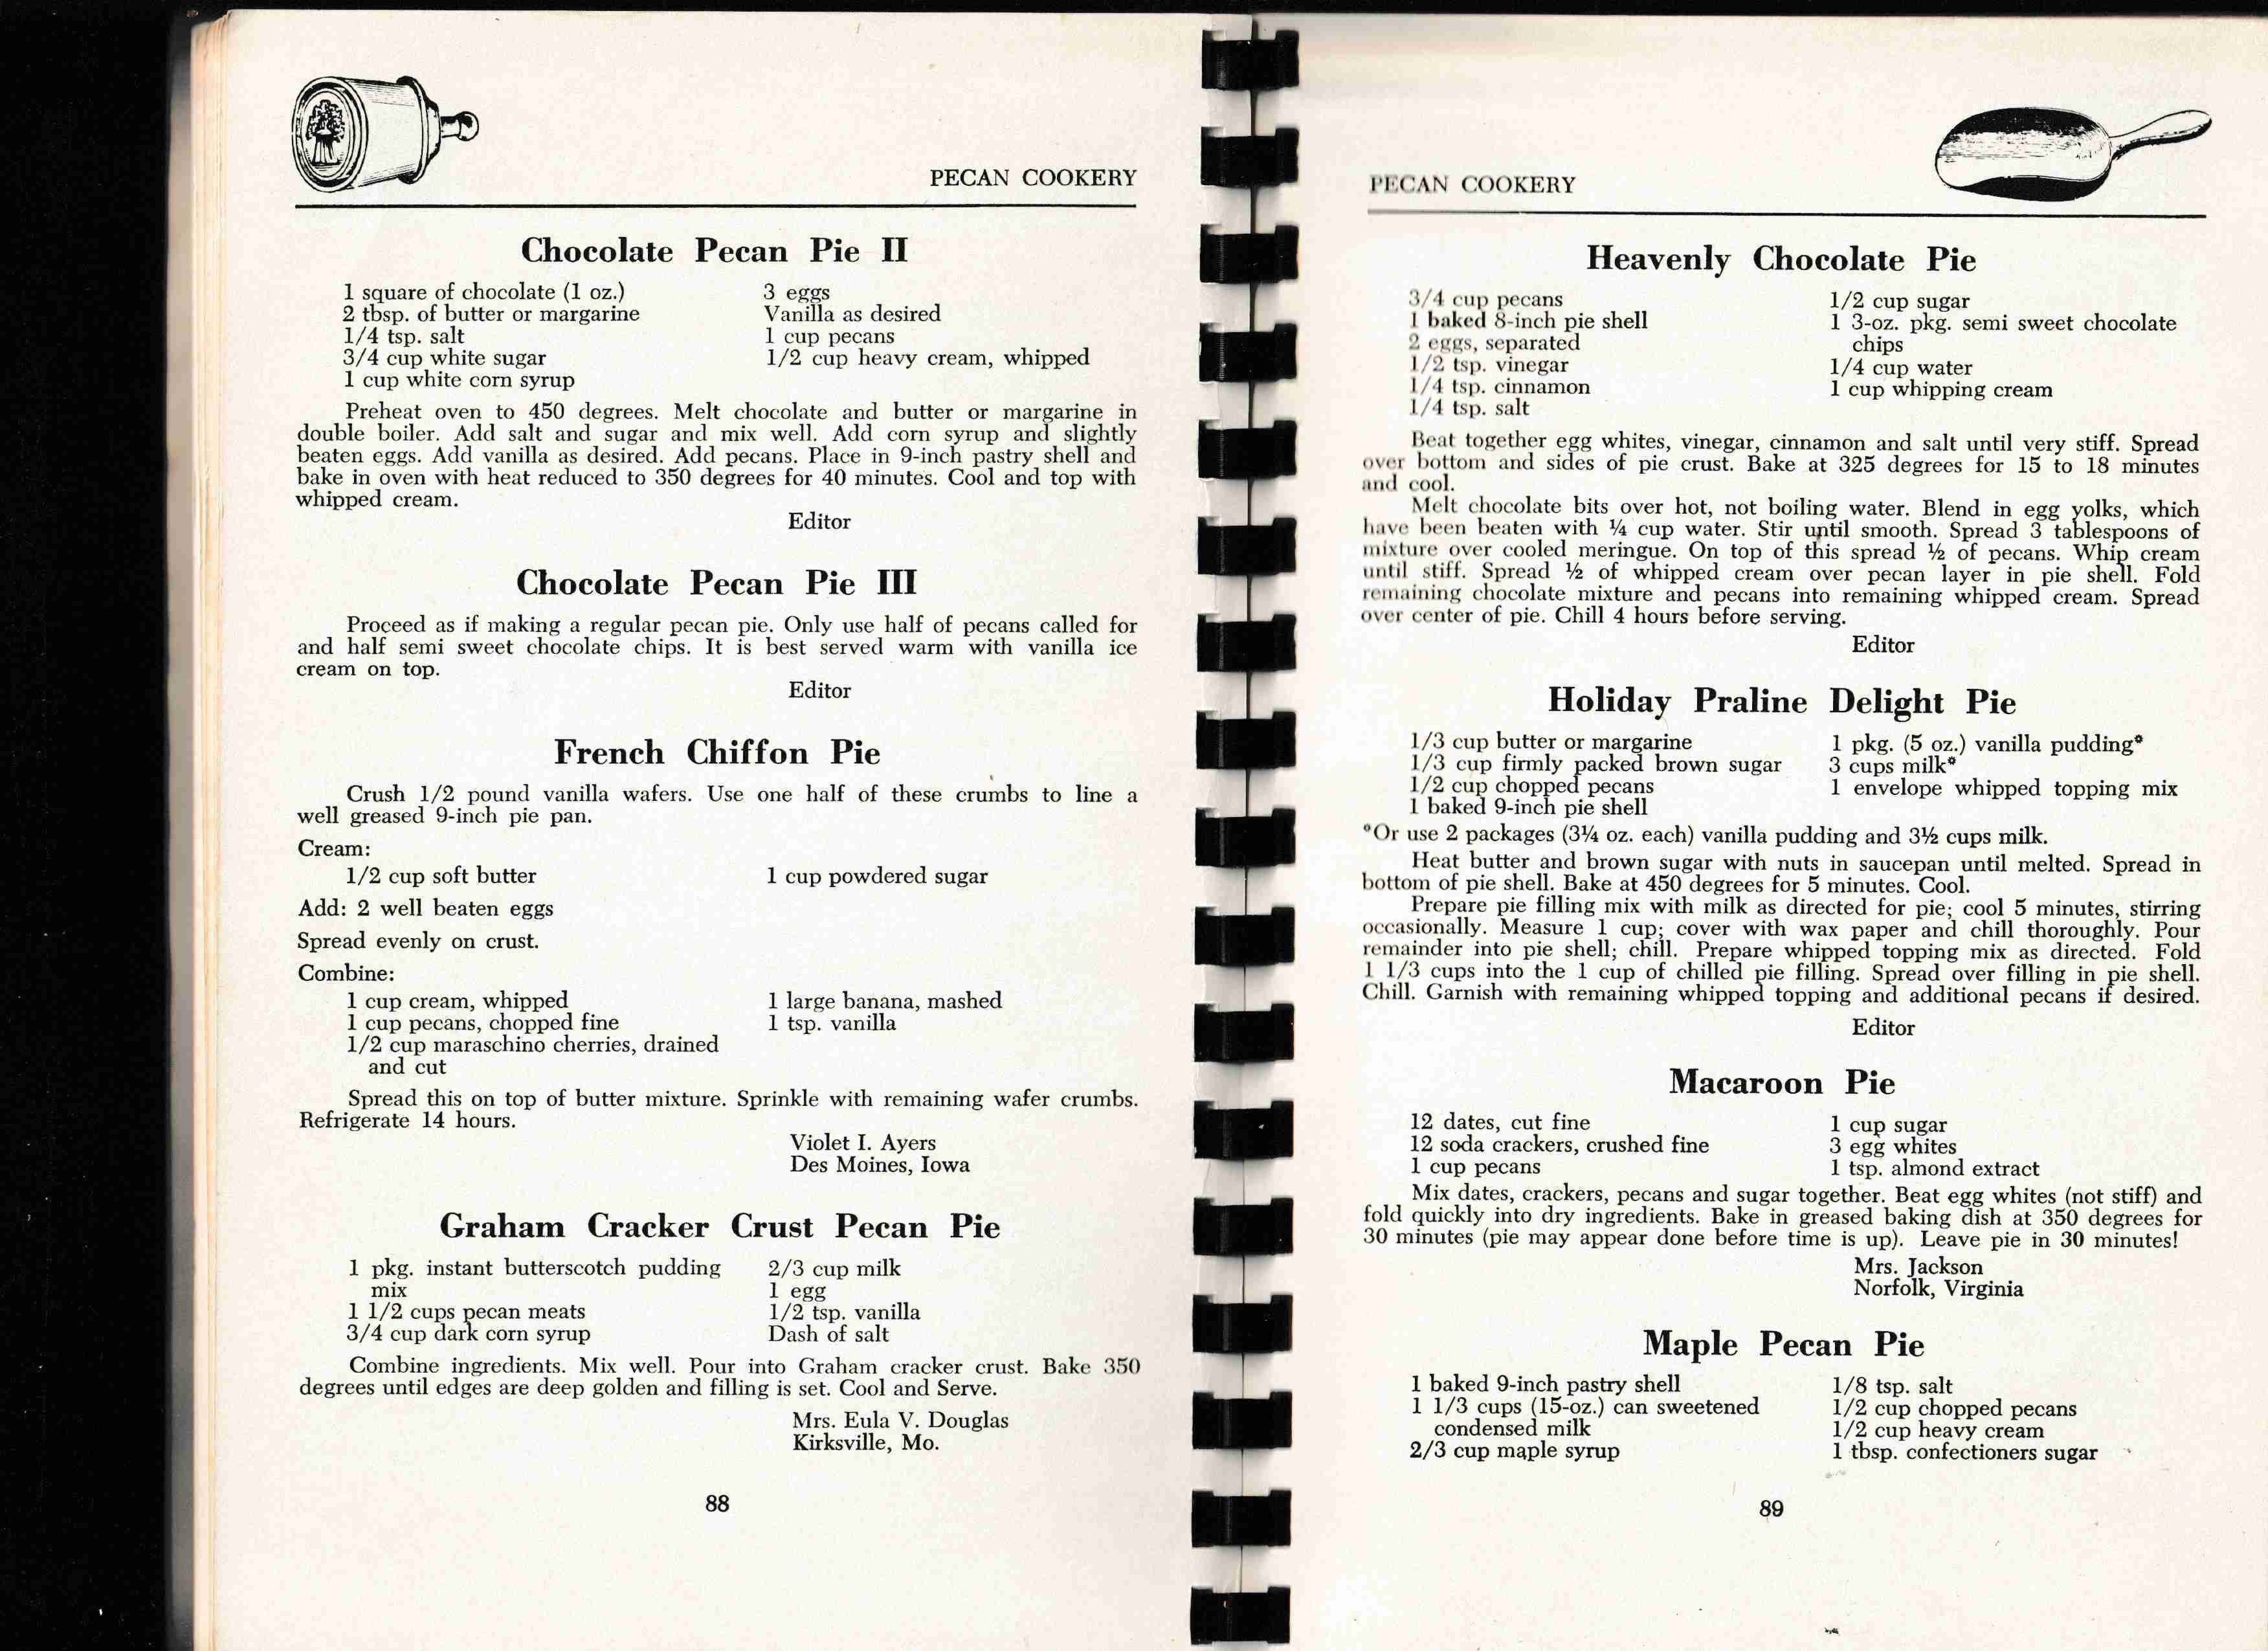 PECAN COOKERY
Chocolate Pecan Pie II
1 square of chocolate (1 oz.)
2 tbsp. of butter or margarine
1/4 tsp. salt
3/4 cup white sugar
1 cup white corn syrup
3 eggs
Vanilla as desired
1 cup pecans
1/2 cup heavy cream, whipped
Preheat oven to 450 degrees. Melt chocolate and butter or margarine in
double boiler. Add salt and sugar and mix well. Add corn syrup and slightly
beaten eggs. Add vanilla as desired. Add pecans. Place in 9-inch pastry shell and
bake in oven with heat reduced to 350 degrees for 40 minutes. Cool and top with
whipped cream.
Editor
Chocolate Pecan Pie III
Proceed as if making a regular pecan pie. Only use half of pecans called for
and half semi sweet chocolate chips. It is best served warm with vanilla ice
cream on top.
Editor
French Chiffon Pie
Crush 1/2 pound vanilla wafers. Use one half of these crumbs to line a
well greased 9-inch pie pan.
Cream:
1/2 cup soft butter
1 cup powdered sugar
Add: 2 well beaten eggs
Spread evenly on crust.
Combine:
1 cup cream, whipped
1 cup pecans, chopped fine
1/2 cup maraschino cherries, drained
and cut
1 large banana, mashed
1 tsp. vanilla
Spread this on top of butter mixture. Sprinkle with remaining wafer crumbs.
Refrigerate 14 hours.
Violet I. Ayers
Des Moines, Iowa
Graham Cracker Crust Pecan Pie
1 pkg. instant butterscotch pudding
mix
1 1/2 cups pecan meats
3/4 cup dark corn syrup
2/3 cup milk
1 egg
1/2 tsp. vanilla
Dash of salt
Combine ingredients. Mix well. Pour into Graham cracker crust. Bake 350
degrees until edges are deep golden and filling is set. Cool and Serve.
Mrs. Eula V. Douglas
Kirksville, Mo.
88
PECAN COOKERY
Heavenly Chocolate Pie
3/4 cup pecans
1 baked 8-inch pie shell
2 eggs, separated
1/2 tsp. vinegar
1/4 tsp. cinnamon
1/4 tsp. salt
1/2 cup sugar
1 3-oz. pkg. semi sweet chocolate
chips
1/4 cup water
1 cup whipping cream
Beat together egg whites, vinegar, cinnamon and salt until very stiff. Spread
over bottom and sides of pie crust. Bake at 325 degrees for 15 to 18 minutes
and cool.
Melt chocolate bits over hot, not boiling water. Blend in egg yolks, which
have been beaten with ¼ cup water. Stir until smooth. Spread 3 tablespoons of
mixture over cooled meringue. On top of this spread ½ of pecans. Whip cream
until stiff. Spread ½ of whipped cream over pecan layer in pie shell. Fold
remaining chocolate mixture and pecans into remaining whipped cream. Spread
over center of pie. Chill 4 hours before serving.
Editor
Holiday Praline Delight Pie
1/3 cup butter or margarine
1/3 cup firmly packed brown sugar
1/2 cup chopped pecans
1 baked 9-inch pie shell
1 pkg. (5 oz.) vanilla pudding*
3 cups milk*
1 envelope whipped topping mix
*Or use 2 packages (3¼ oz. each) vanilla pudding and 3½ cups milk.
Heat butter and brown sugar with nuts in saucepan until melted. Spread in
bottom of pie shell. Bake at 450 degrees for 5 minutes. Cool.
Prepare pie filling mix with milk as directed for pie; cool 5 minutes, stirring
occasionally. Measure 1 cup; cover with wax paper and chill thoroughly. Pour
remainder into pie shell; chill. Prepare whipped topping mix as directed. Fold
1 1/3 cups into the 1 cup of chilled pie filling. Spread over filling in pie shell.
Chill. Garnish with remaining whipped topping and additional pecans if desired.
Editor
Macaroon Pie
12 dates, cut fine
12 soda crackers, crushed fine
1 cup pecans
1 cup sugar
3 egg whites
1 tsp. almond extract
Mix dates, crackers, pecans and sugar together. Beat egg whites (not stiff) and
fold quickly into dry ingredients. Bake in greased baking dish at 350 degrees for
30 minutes (pie may appear done before time is up). Leave pie in 30 minutes!
Mrs. Jackson
Norfolk, Virginia
Maple Pecan Pie
1 baked 9-inch pastry shell
1 1/3 cups (15-oz.) can sweetened
condensed milk
2/3 cup maple syrup
1/8 tsp. salt
1/2 cup chopped pecans
1/2 cup heavy cream
1 tbsp. confectioners sugar
89